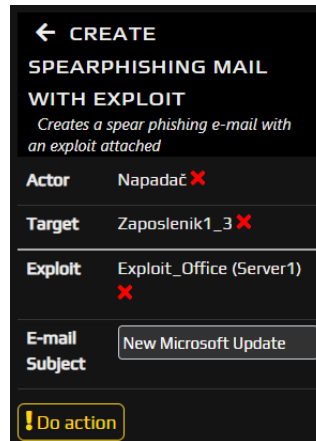 ← CREATE
SPEARPHISHING MAIL
WITH EXPLOIT
Creates a spear phishing e-mail with
an exploit attached
Actor Napadač ✖
Target Zaposlenik1_3 ✖
Exploit Exploit_Office (Server1)
✖
E-mail
Subject New Microsoft Update
! Do action